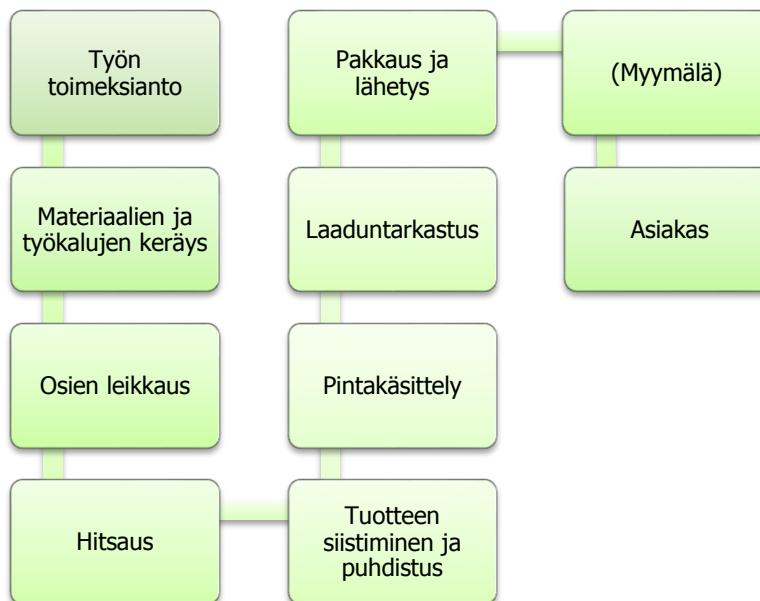 Työn
toimeksianto
Materiaalien ja
työkalujen keräys
Osien leikkaus
Hitsaus
Tuotteen
siistiminen ja
puhdistus
Pintakäsittely
Laaduntarkastus
Pakkaus ja
lähetys
(Myymälä)
Asiakas